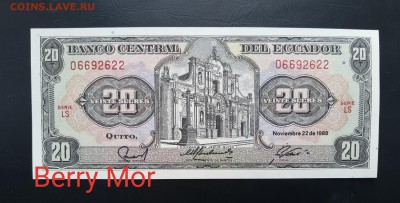 COINS.LAVE.RU
20 BANCO CENTRAL DEL ECUADOR 20
06692622 06692622
20 20
VEINTE SUCRES VEINTE SUCRES
SERIE LS SERIE LS
QUITO, Noviembre 22 de 1988
20 20
Berry Mor